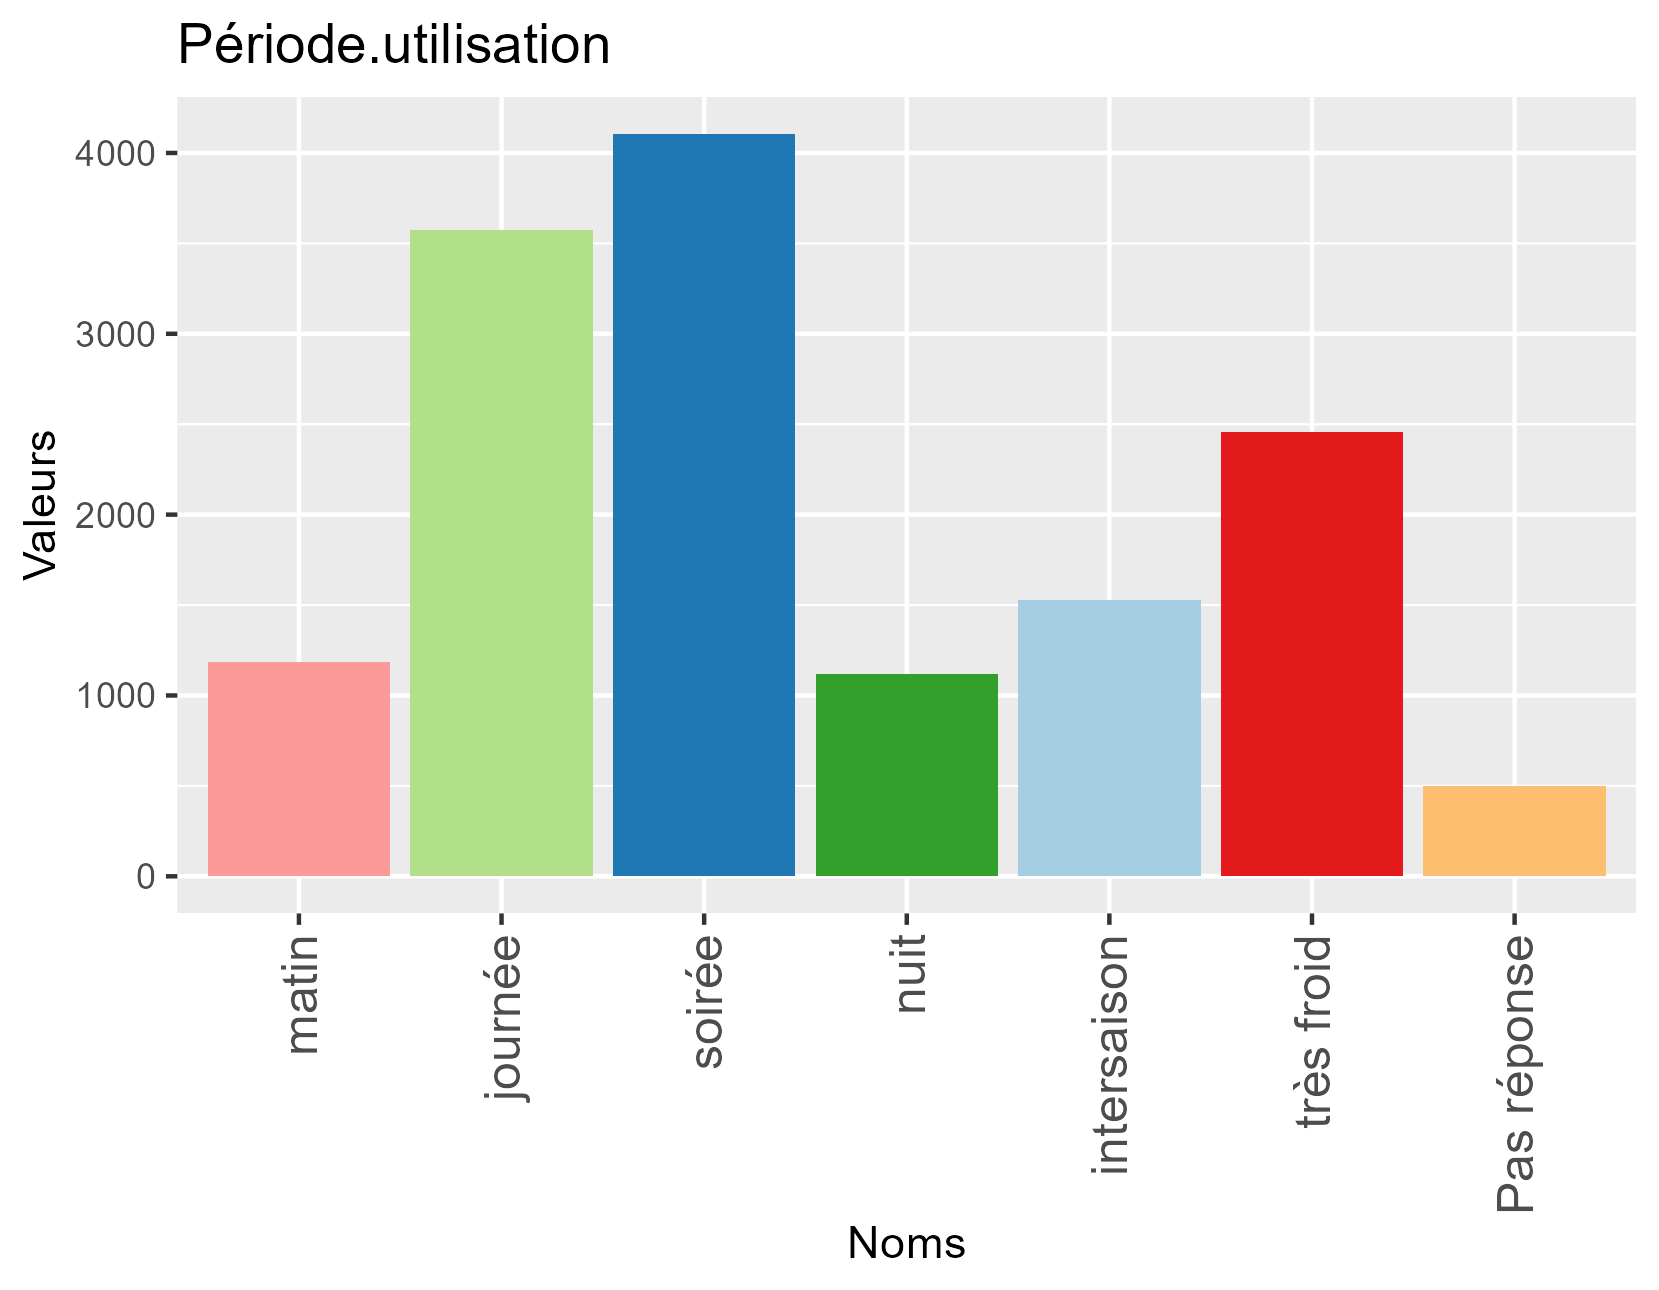 Période.utilisation
Valeurs
4000
3000
2000
1000
0
matin
journée
soirée
nuit
intersaison
très froid
Pas réponse
Noms